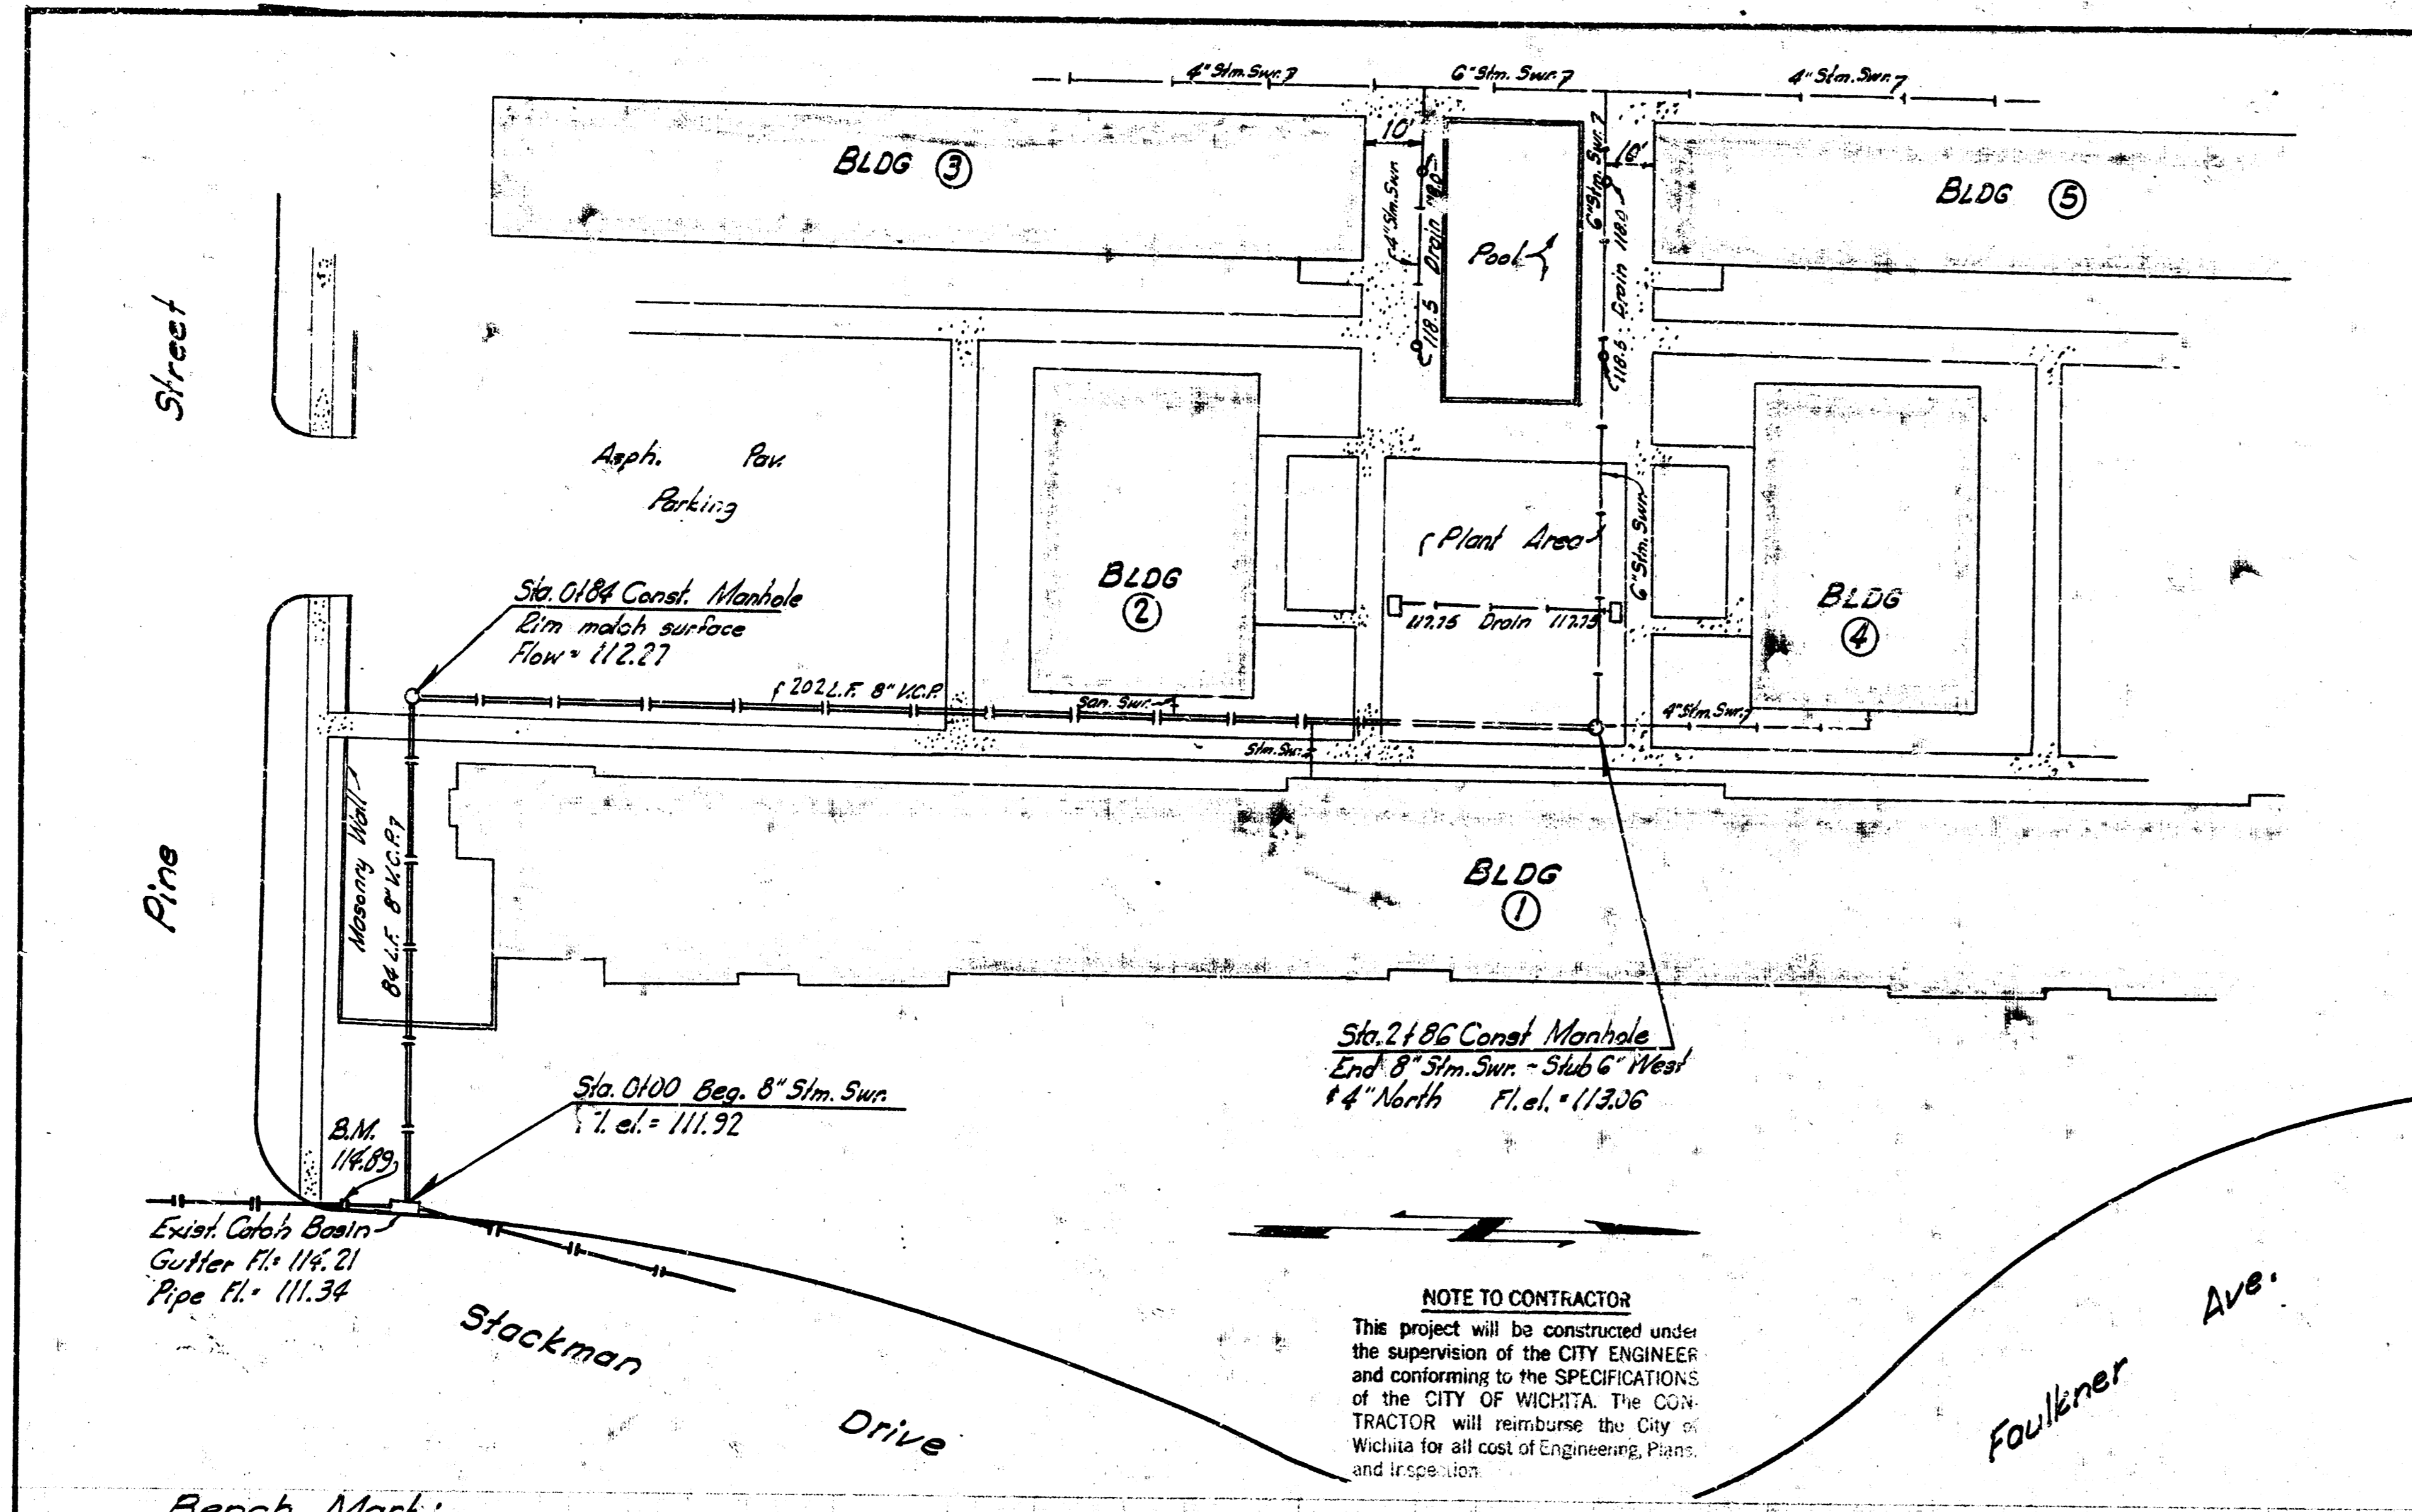 4" Stm. Swr.
6" Stm. Swr.
4" Stm. Swr.
BLDG 3
10'
4" Stm. Swr
Drain
118.5
Pool
6" Stm. Swr.
10'
118.0
Drain
118.5
BLDG 5
Street
Asph. Pav.
Parking
BLDG
2
Plant Area
6" Stm. Swr.
117.75 Drain 117.75
BLDG
4
Sta. 0+84 Const. Manhole
Rim match surface
Flow = 112.27
202 L.F. 8" V.C.P.
San. Swr.
Stm. Swr.
4" Stm. Swr.
Masonry Wall
84 L.F. 8" V.C.P.
Pine
BLDG
1
Sta. 2+86 Const Manhole
End 8" Stm. Swr. - Stub 6" West
& 4" North Fl. el. = 113.06
Sta. 0+00 Beg. 8" Stm. Swr.
Fl. el. = 111.92
B.M.
114.89
Exist. Catch Basin
Gutter Fl. = 114.21
Pipe Fl. = 111.34
Stackman
Drive
NOTE TO CONTRACTOR
This project will be constructed under
the supervision of the CITY ENGINEER
and conforming to the SPECIFICATIONS
of the CITY OF WICHITA. The CON-
TRACTOR will reimburse the City of
Wichita for all cost of Engineering, Plans,
and Inspection.
Faulkner
Ave.
Bench Mark: